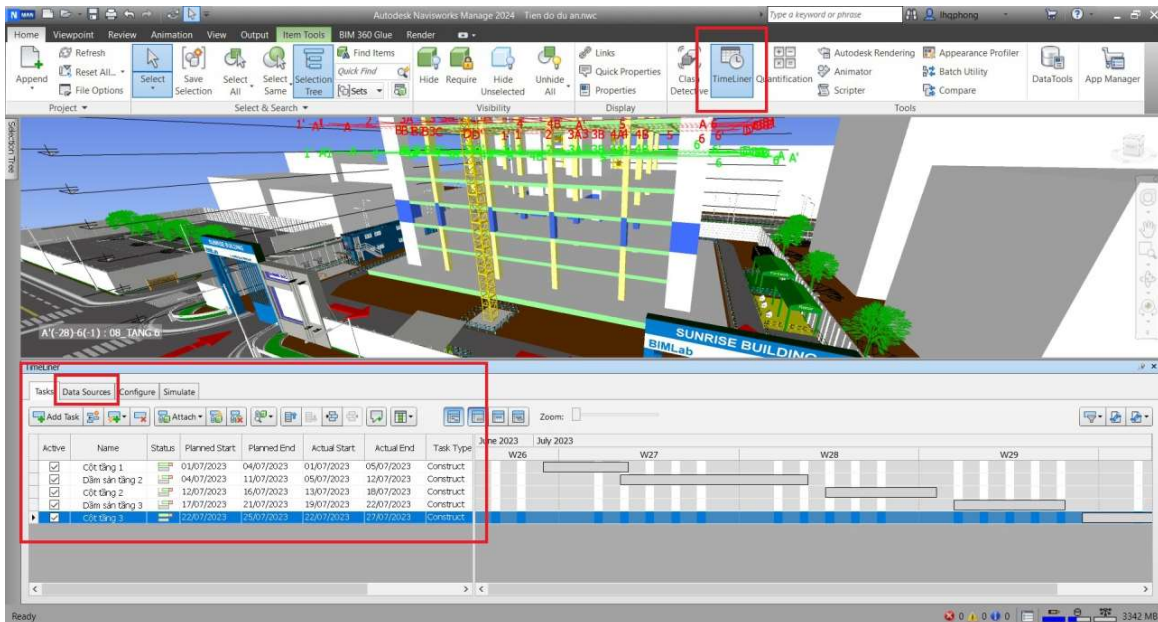 Autodesk Navisworks Manage 2024 Tien do du an.nwc
Type a keyword or phrase
lhqphong
Home Viewpoint Review Animation View Output Item Tools BIM 360 Glue Render
Append
Refresh
Reset All...
File Options
Project
Select
Save Selection
Select All
Select Same
Selection Tree
Find Items
Quick Find
Sets
Select & Search
Hide
Require
Hide Unselected
Unhide All
Visibility
Links
Quick Properties
Properties
Display
Clash Detective
TimeLiner
Quantification
Autodesk Rendering
Animator
Scripter
Appearance Profiler
Batch Utility
Compare
Tools
DataTools
App Manager
Selection Tree
SUNRISE BUILDING
BIMLab
A'(-28)-6(-1) : 08_TANG 6
SUNRISE BUILDING
BIMLab
TimeLiner
Tasks Data Sources Configure Simulate
Add Task Attach Zoom:
Active Name Status Planned Start Planned End Actual Start Actual End Task Type
Cột tầng 1 01/07/2023 04/07/2023 01/07/2023 05/07/2023 Construct
Dầm sàn tầng 2 04/07/2023 11/07/2023 05/07/2023 12/07/2023 Construct
Cột tầng 2 12/07/2023 16/07/2023 13/07/2023 18/07/2023 Construct
Dầm sàn tầng 3 17/07/2023 21/07/2023 19/07/2023 22/07/2023 Construct
Cột tầng 3 22/07/2023 25/07/2023 22/07/2023 27/07/2023 Construct
June 2023 July 2023
W26 W27 W28 W29
Ready
0 0 0 3342 MB